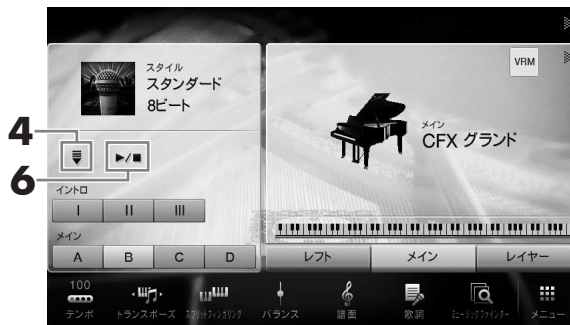 スタイル
スタンダード
8ビート
VRM
メイン
CFX グランド
4
6
▶/■
イントロ
I II III
メイン
A B C D
レフト メイン レイヤー
100
テンポ トランスポーズ スプリット+フィンガリング バランス 譜面 歌詞 ミュージックファインダー メニュー